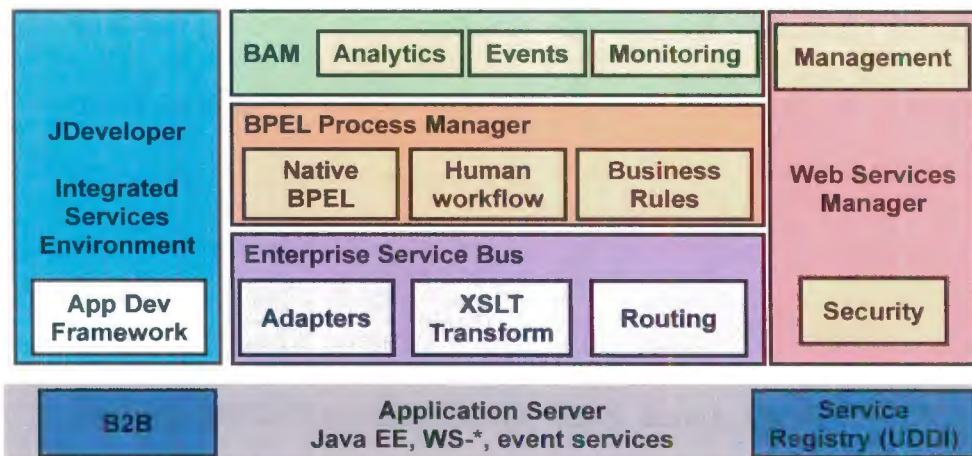 BAM
Analytics
Events
Monitoring
Management
JDeveloper
Integrated
Services
Environment
App Dev
Framework
BPEL Process Manager
Native
BPEL
Human
workflow
Business
Rules
Enterprise Service Bus
Adapters
XSLT
Transform
Routing
Web Services
Manager
Security
B2B
Application Server
Java EE, WS-*, event services
Service
Registry (UDDI)